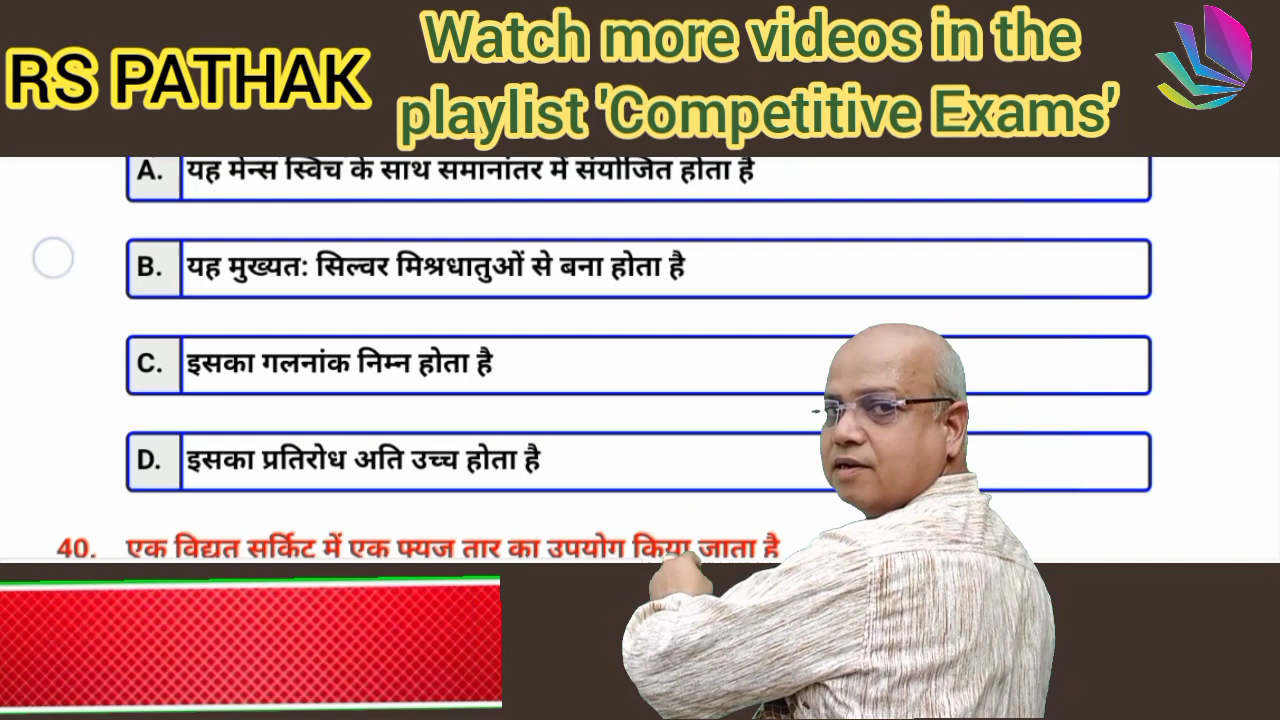 RS PATHAK
Watch more videos in the
playlist 'Competitive Exams'
A. यह मेन्स स्विच के साथ समानांतर में संयोजित होता है
B. यह मुख्यत: सिल्वर मिश्रधातुओं से बना होता है
C. इसका गलनांक निम्न होता है
D. इसका प्रतिरोध अति उच्च होता है
40. एक विद्युत सर्किट में एक फ्यूज तार का उपयोग किया जाता है